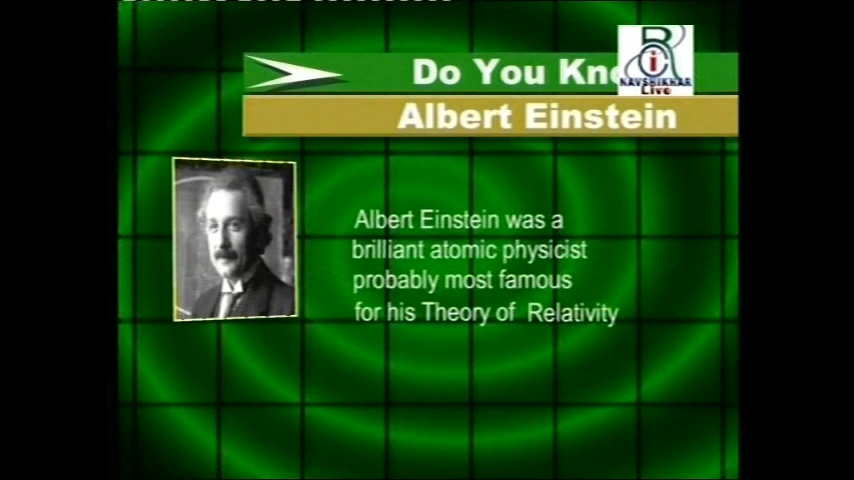 Do You Kno
R
i
NAVSHIKHAR
Live
Albert Einstein
Albert Einstein was a
brilliant atomic physicist
probably most famous
for his Theory of Relativity